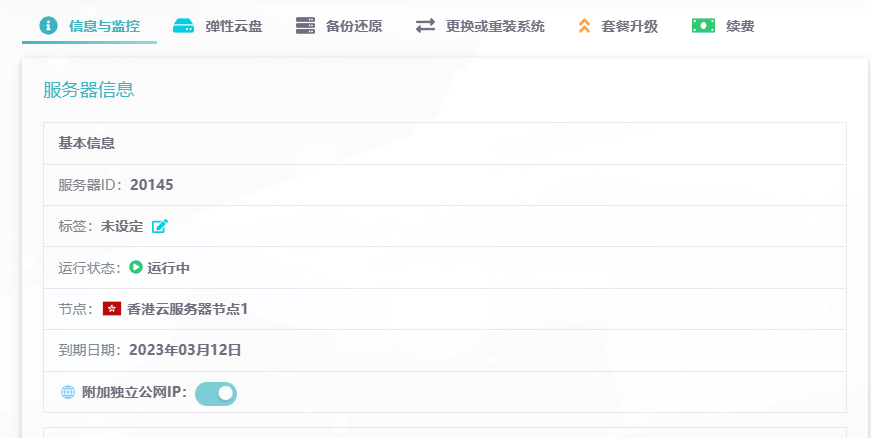 信息与监控 弹性云盘 备份还原 更换或重装系统 套餐升级 续费
服务器信息
基本信息
服务器ID：20145
标签：未设定
运行状态：运行中
节点：香港云服务器节点1
到期日期：2023年03月12日
附加独立公网IP：